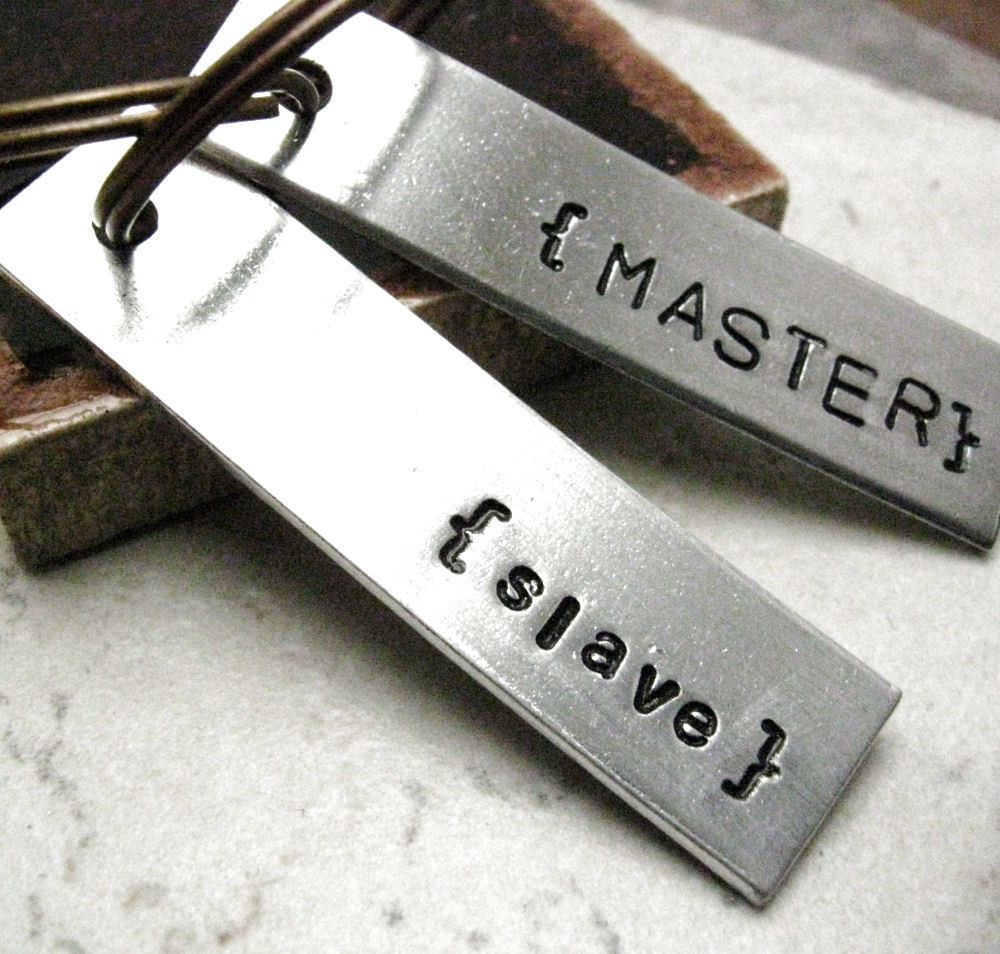 { MASTER}
{ slave }